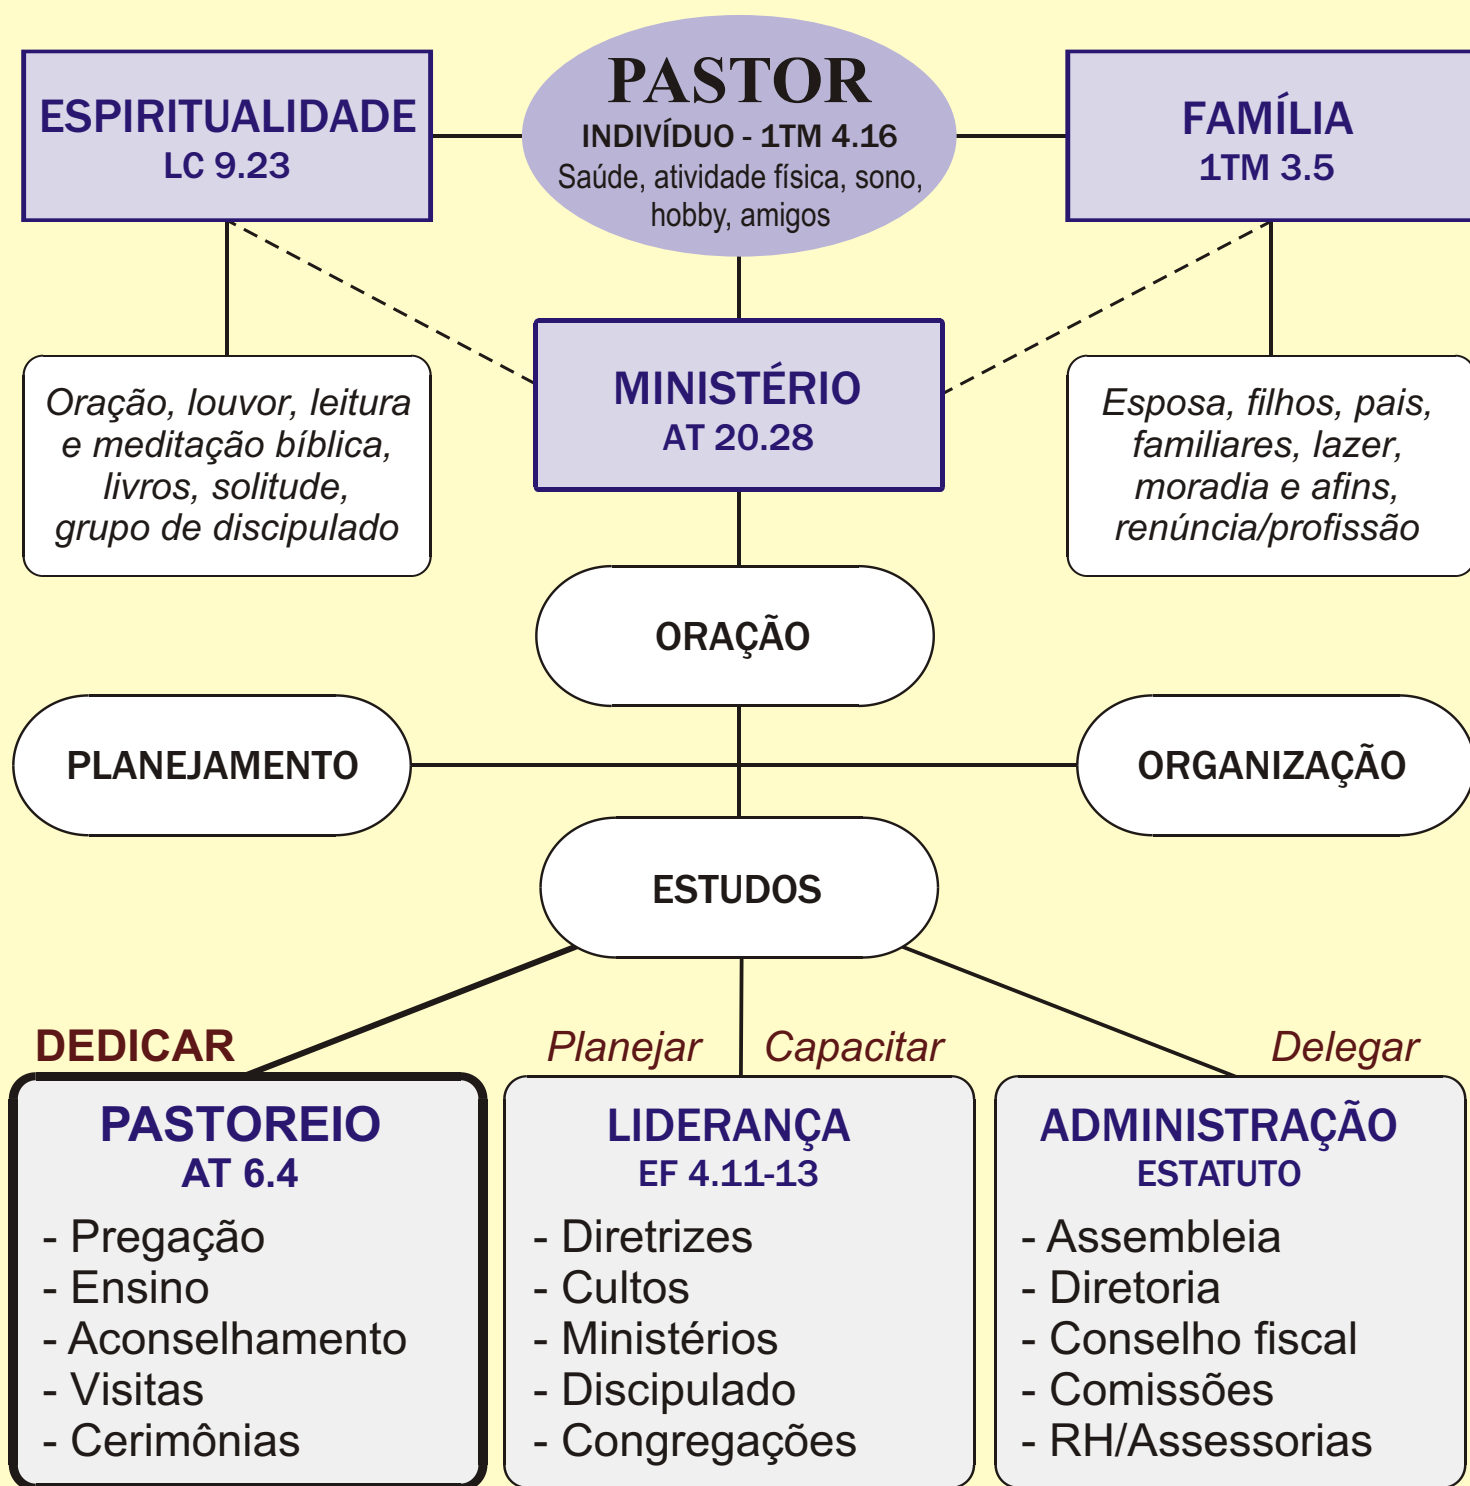 PASTOR
INDIVÍDUO - 1TM 4.16
Saúde, atividade física, sono,
hobby, amigos
ESPIRITUALIDADE
LC 9.23
FAMÍLIA
1TM 3.5
MINISTÉRIO
AT 20.28
Oração, louvor, leitura
e meditação bíblica,
livros, solitude,
grupo de discipulado
Esposa, filhos, pais,
familiares, lazer,
moradia e afins,
renúncia/profissão
ORAÇÃO
PLANEJAMENTO
ORGANIZAÇÃO
ESTUDOS
DEDICAR
PASTOREIO
AT 6.4
- Pregação
- Ensino
- Aconselhamento
- Visitas
- Cerimônias
Planejar Capacitar
LIDERANÇA
EF 4.11-13
- Diretrizes
- Cultos
- Ministérios
- Discipulado
- Congregações
Delegar
ADMINISTRAÇÃO
ESTATUTO
- Assembleia
- Diretoria
- Conselho fiscal
- Comissões
- RH/Assessorias